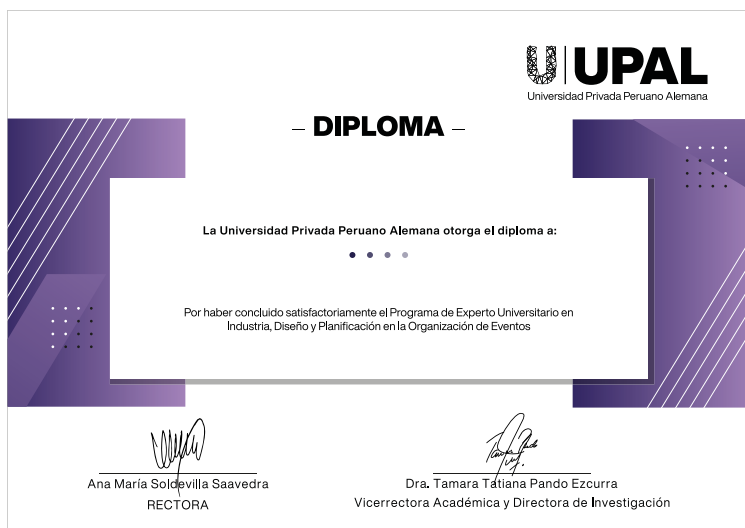 UPAL
Universidad Privada Peruano Alemana
– DIPLOMA –
La Universidad Privada Peruano Alemana otorga el diploma a:
Por haber concluido satisfactoriamente el Programa de Experto Universitario en
Industria, Diseño y Planificación en la Organización de Eventos
Ana María Soldevilla Saavedra
RECTORA
Dra. Tamara Tatiana Pando Ezcurra
Vicerrectora Académica y Directora de Investigación